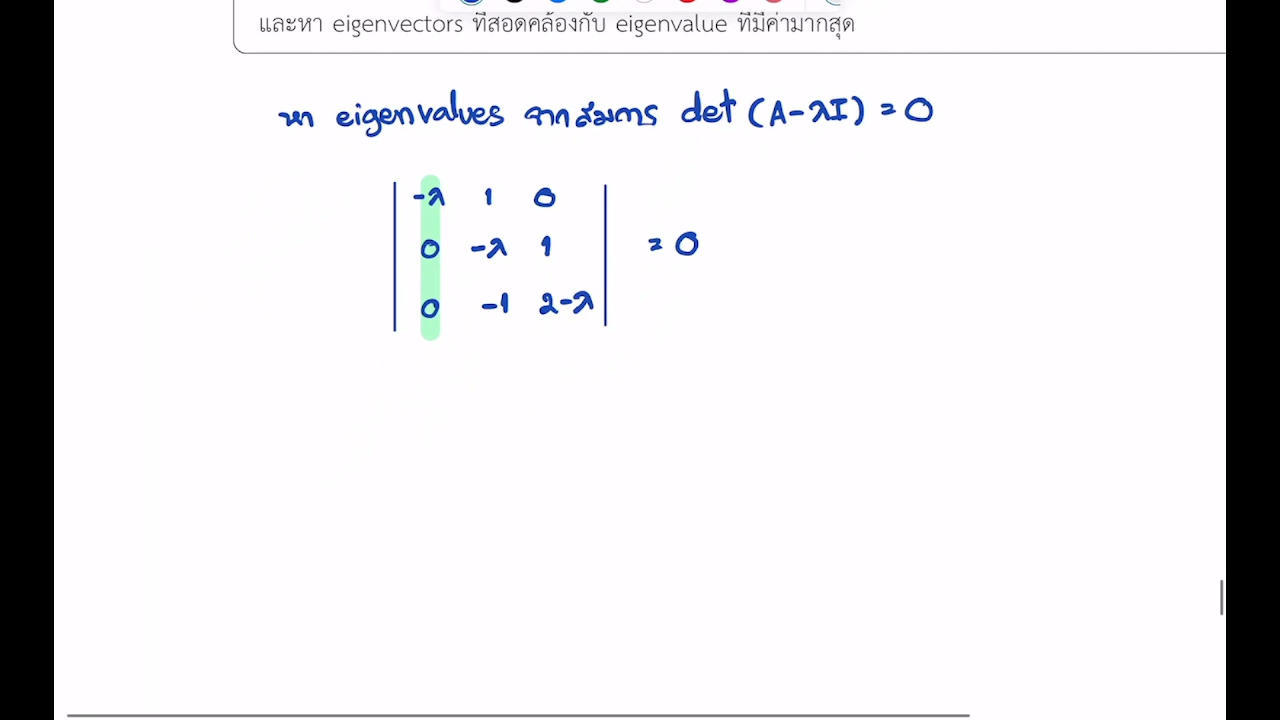 และหา eigenvectors ที่สอดคล้องกับ eigenvalue ที่มีค่ามากสุด
หา eigenvalues จากสมการ det (A-λI) = 0
-λ 1 0
0 -λ 1 = 0
0 -1 2-λ